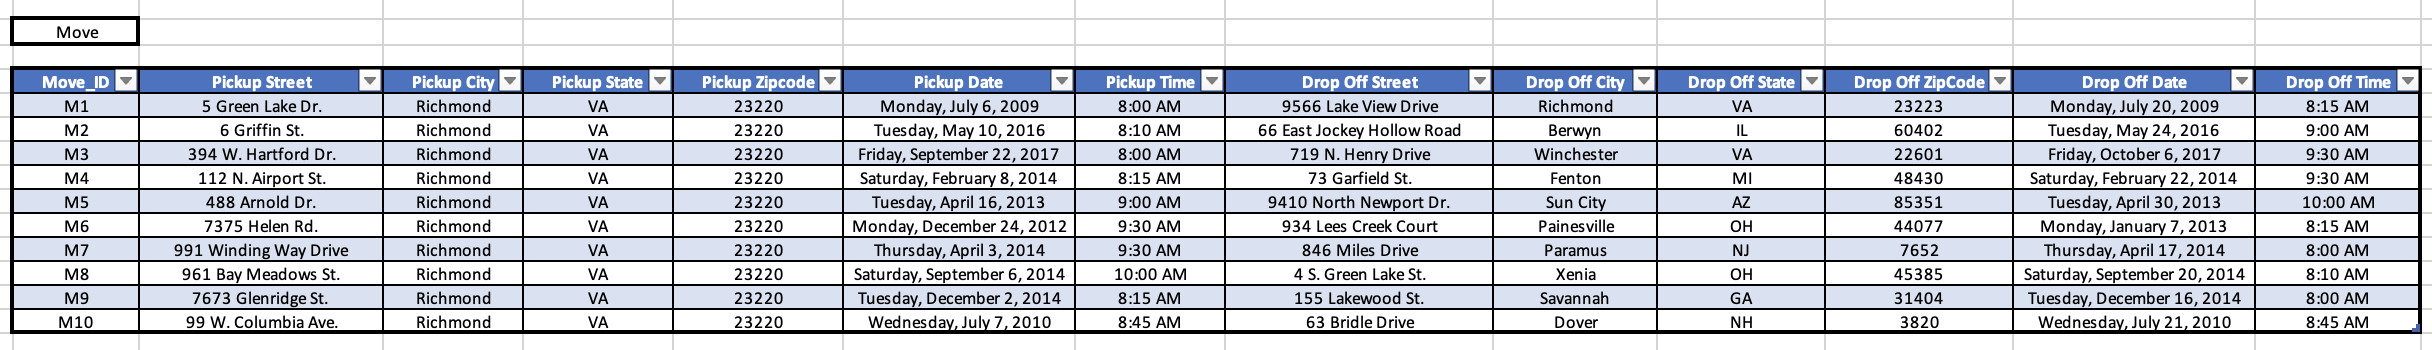 Move
Move_ID Pickup Street Pickup City Pickup State Pickup Zipcode Pickup Date Pickup Time Drop Off Street Drop Off City Drop Off State Drop Off ZipCode Drop Off Date Drop Off Time
M1 5 Green Lake Dr. Richmond VA 23220 Monday, July 6, 2009 8:00 AM 9566 Lake View Drive Richmond VA 23223 Monday, July 20, 2009 8:15 AM
M2 6 Griffin St. Richmond VA 23220 Tuesday, May 10, 2016 8:10 AM 66 East Jockey Hollow Road Berwyn IL 60402 Tuesday, May 24, 2016 9:00 AM
M3 394 W. Hartford Dr. Richmond VA 23220 Friday, September 22, 2017 8:00 AM 719 N. Henry Drive Winchester VA 22601 Friday, October 6, 2017 9:30 AM
M4 112 N. Airport St. Richmond VA 23220 Saturday, February 8, 2014 8:15 AM 73 Garfield St. Fenton MI 48430 Saturday, February 22, 2014 9:30 AM
M5 488 Arnold Dr. Richmond VA 23220 Tuesday, April 16, 2013 9:00 AM 9410 North Newport Dr. Sun City AZ 85351 Tuesday, April 30, 2013 10:00 AM
M6 7375 Helen Rd. Richmond VA 23220 Monday, December 24, 2012 9:30 AM 934 Lees Creek Court Painesville OH 44077 Monday, January 7, 2013 8:15 AM
M7 991 Winding Way Drive Richmond VA 23220 Thursday, April 3, 2014 9:30 AM 846 Miles Drive Paramus NJ 7652 Thursday, April 17, 2014 8:00 AM
M8 961 Bay Meadows St. Richmond VA 23220 Saturday, September 6, 2014 10:00 AM 4 S. Green Lake St. Xenia OH 45385 Saturday, September 20, 2014 8:10 AM
M9 7673 Glenridge St. Richmond VA 23220 Tuesday, December 2, 2014 8:15 AM 155 Lakewood St. Savannah GA 31404 Tuesday, December 16, 2014 8:00 AM
M10 99 W. Columbia Ave. Richmond VA 23220 Wednesday, July 7, 2010 8:45 AM 63 Bridle Drive Dover NH 3820 Wednesday, July 21, 2010 8:45 AM